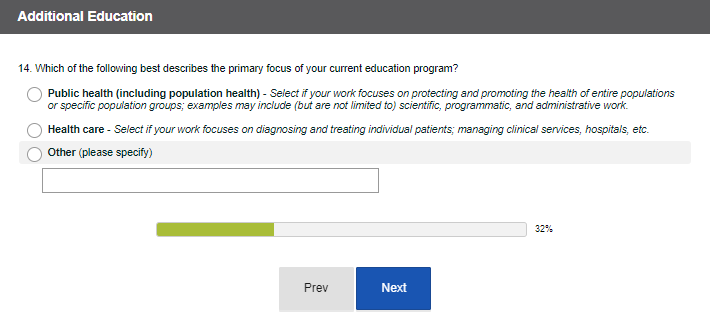 Additional Education
14. Which of the following best describes the primary focus of your current education program?
Public health (including population health) - Select if your work focuses on protecting and promoting the health of entire populations
or specific population groups; examples may include (but are not limited to) scientific, programmatic, and administrative work.
Health care - Select if your work focuses on diagnosing and treating individual patients; managing clinical services, hospitals, etc.
Other (please specify)
32%
Prev
Next